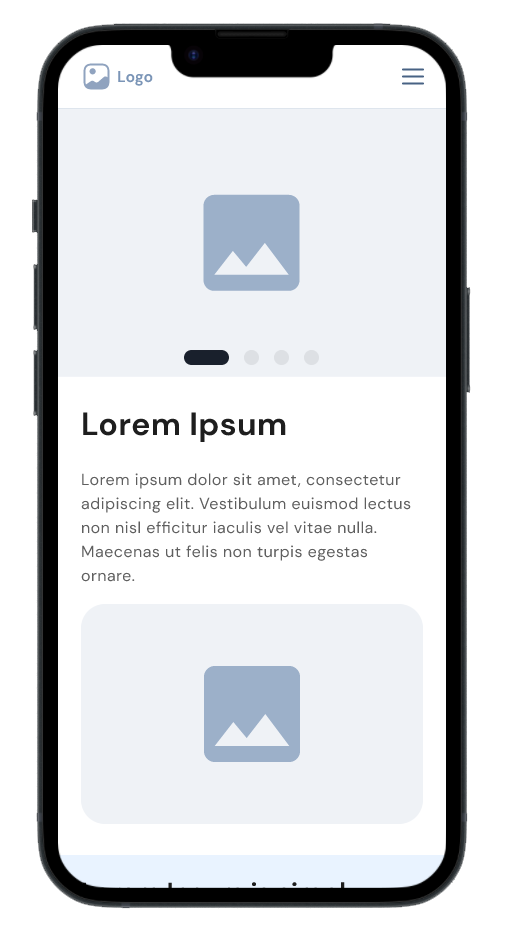 Logo
Lorem Ipsum
Lorem ipsum dolor sit amet, consectetur
adipiscing elit. Vestibulum euismod lectus
non nisl efficitur iaculis vel vitae nulla.
Maecenas ut felis non turpis egestas
ornare.